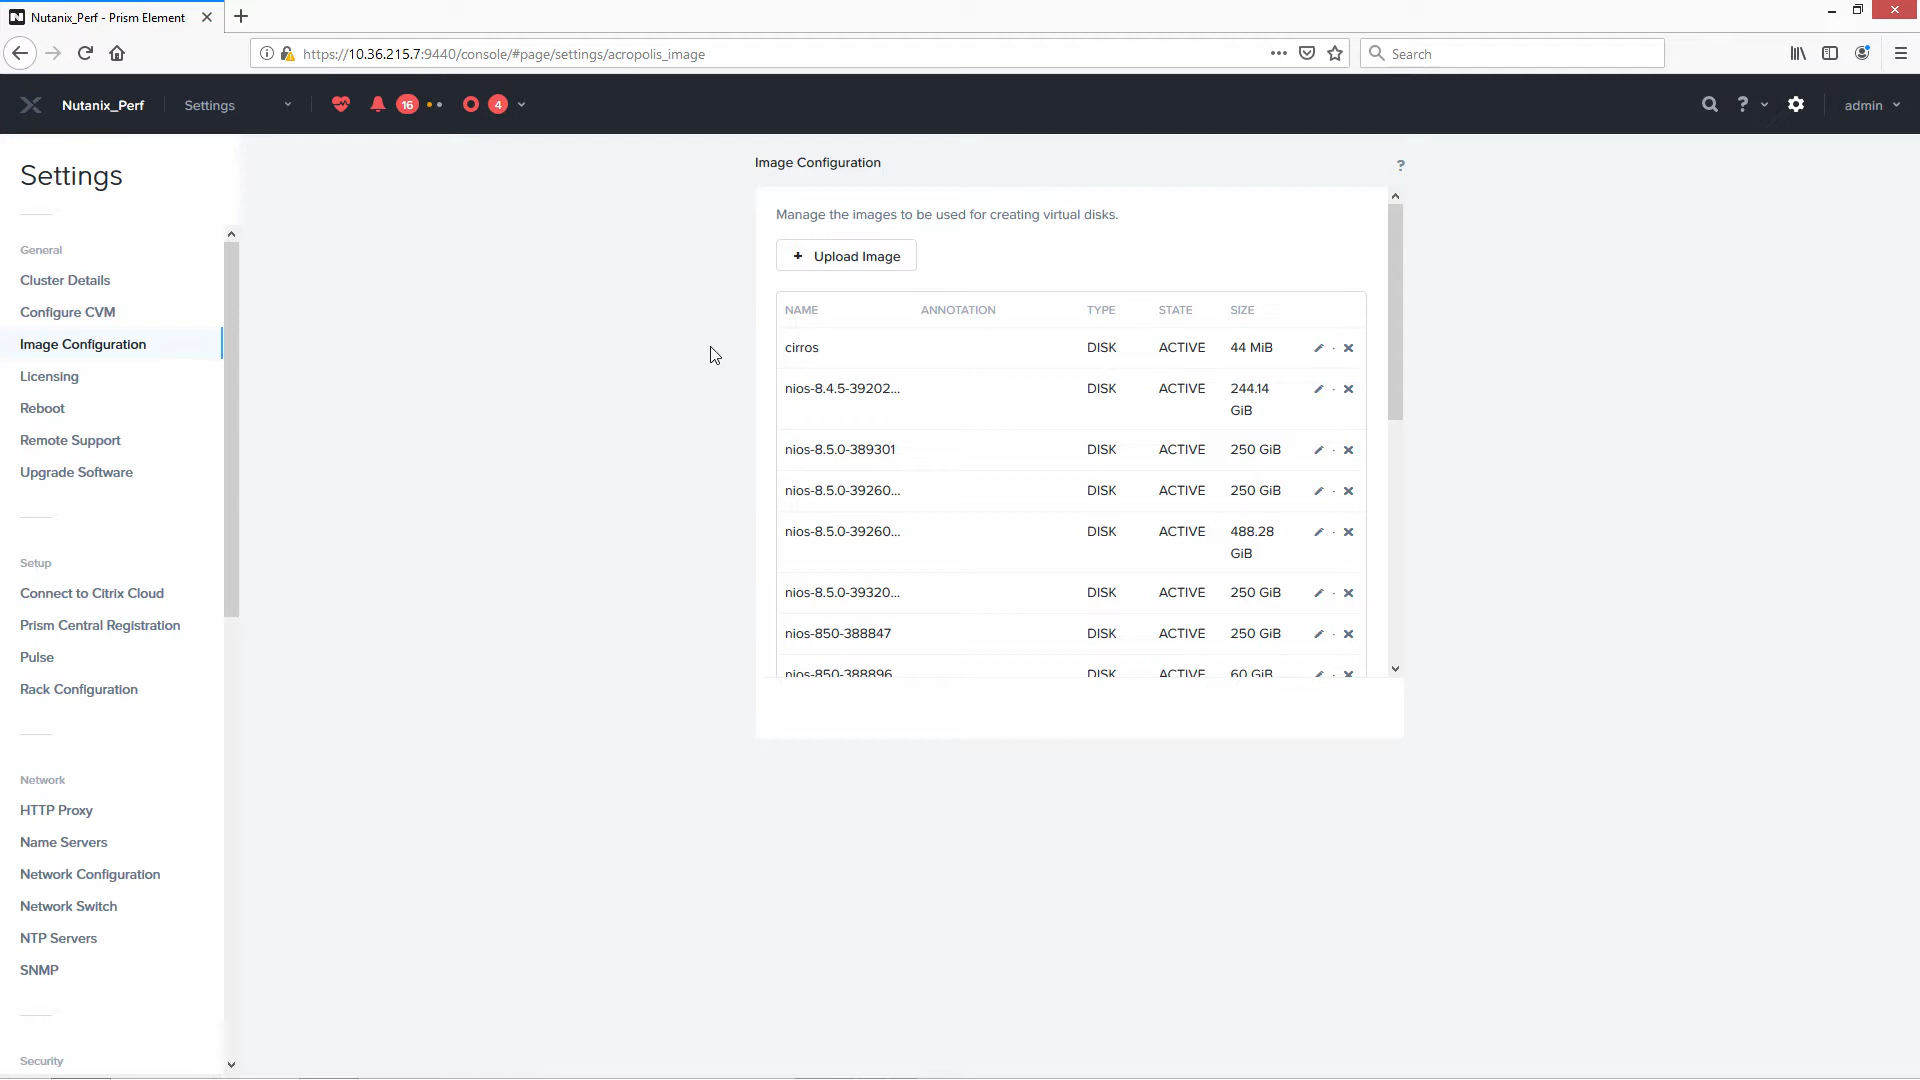 Nutanix_Perf - Prism Element
https://10.36.215.7:9440/console/#page/settings/acropolis_image
Search
Nutanix_Perf
Settings
16
4
?
admin
Settings
General
Cluster Details
Configure CVM
Image Configuration
Licensing
Reboot
Remote Support
Upgrade Software
Setup
Connect to Citrix Cloud
Prism Central Registration
Pulse
Rack Configuration
Network
HTTP Proxy
Name Servers
Network Configuration
Network Switch
NTP Servers
SNMP
Security
Image Configuration
?
Manage the images to be used for creating virtual disks.
+ Upload Image
NAME ANNOTATION TYPE STATE SIZE
cirros DISK ACTIVE 44 MiB
nios-8.4.5-39202... DISK ACTIVE 244.14 GiB
nios-8.5.0-389301 DISK ACTIVE 250 GiB
nios-8.5.0-39260... DISK ACTIVE 250 GiB
nios-8.5.0-39260... DISK ACTIVE 488.28 GiB
nios-8.5.0-39320... DISK ACTIVE 250 GiB
nios-850-388847 DISK ACTIVE 250 GiB
nios-850-388896 DISK ACTIVE 60 GiB